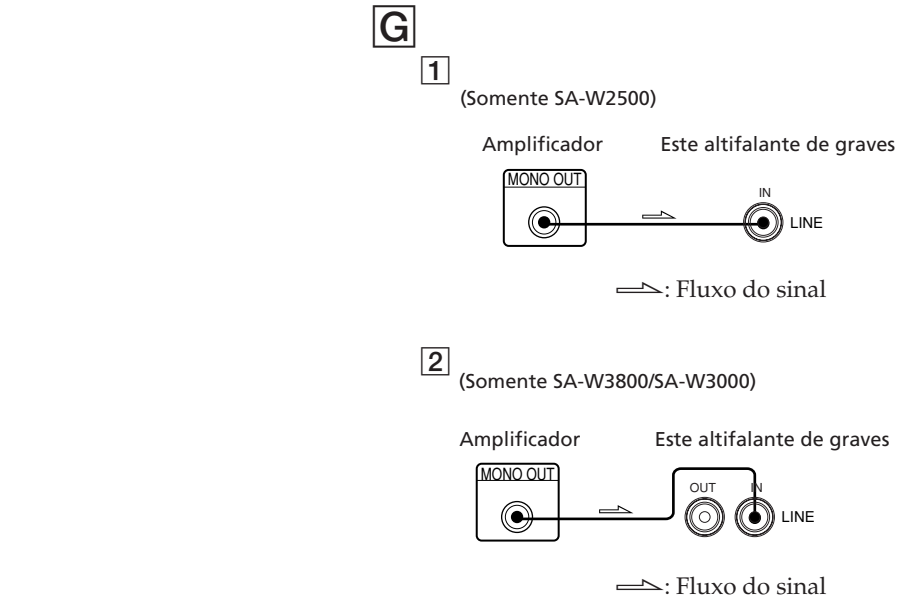 G
1
(Somente SA-W2500)
Amplificador Este altifalante de graves
MONO OUT
IN
LINE
: Fluxo do sinal
2
(Somente SA-W3800/SA-W3000)
Amplificador Este altifalante de graves
MONO OUT
OUT IN
LINE
: Fluxo do sinal